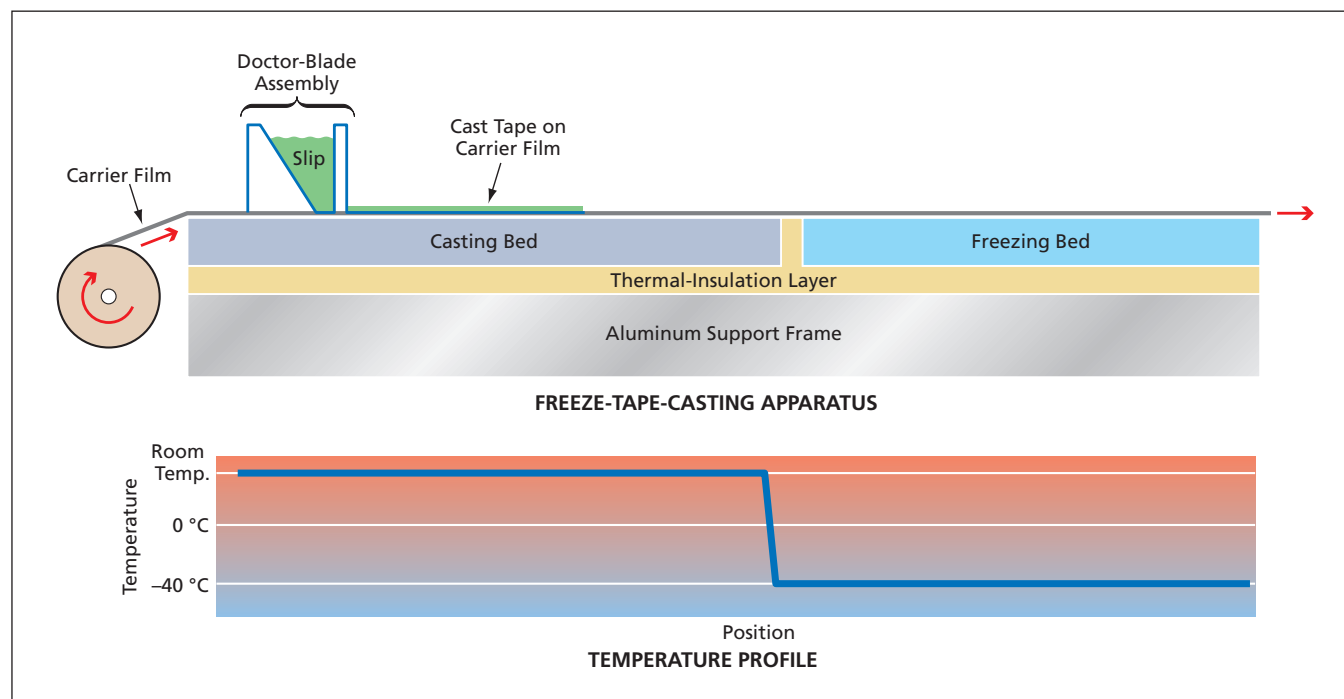 Doctor-Blade
Assembly
Slip
Cast Tape on
Carrier Film
Carrier Film
Casting Bed
Freezing Bed
Thermal-Insulation Layer
Aluminum Support Frame
FREEZE-TAPE-CASTING APPARATUS
Room
Temp.
0 °C
–40 °C
Temperature
Position
TEMPERATURE PROFILE